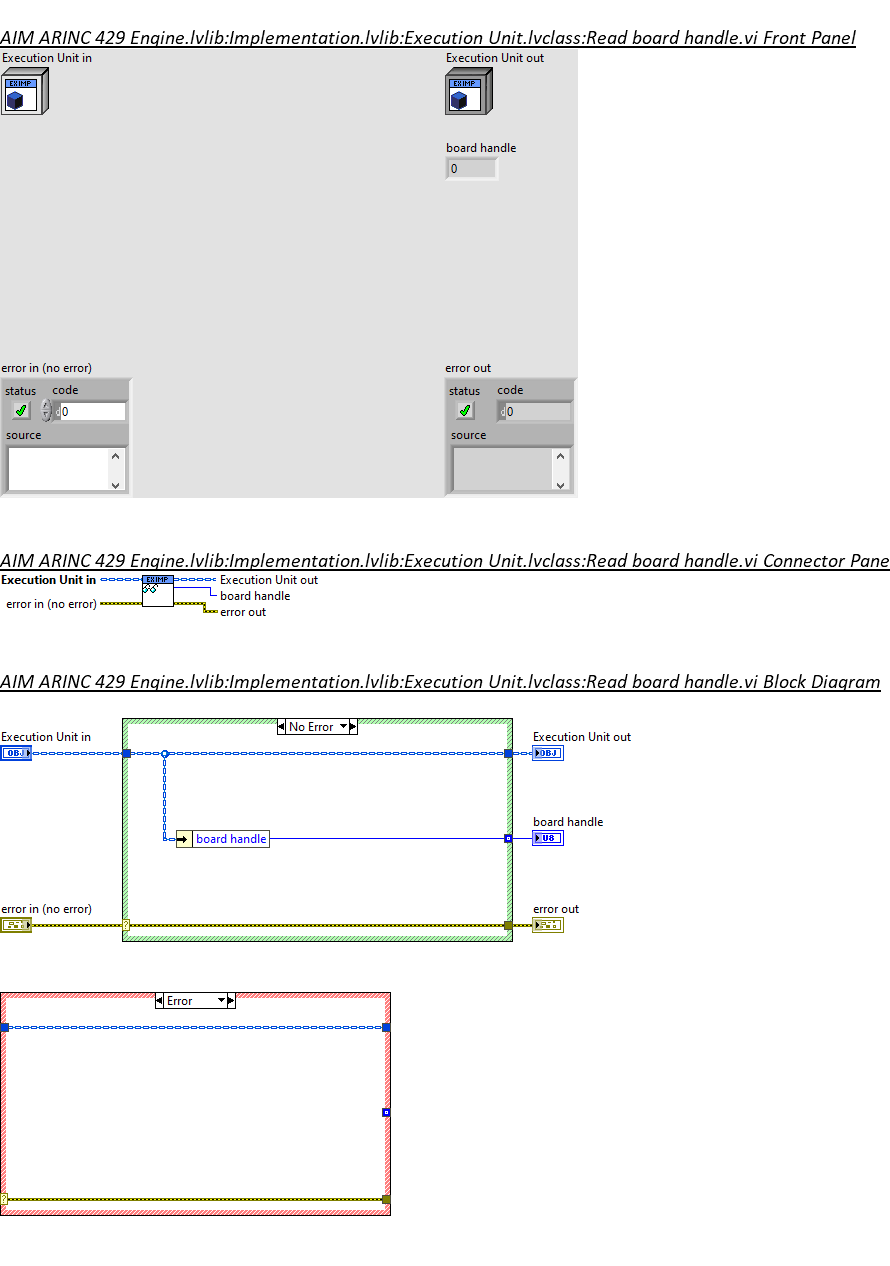 AIM ARINC 429 Engine.lvlib:Implementation.lvlib:Execution Unit.lvclass:Read board handle.vi Front Panel
Execution Unit in
Execution Unit out
EXIMP
EXIMP
board handle
0
error in (no error)
error out
status code
status code
d 0
d 0
source
source
AIM ARINC 429 Engine.lvlib:Implementation.lvlib:Execution Unit.lvclass:Read board handle.vi Connector Pane
Execution Unit in
EXIMP
Execution Unit out
board handle
error in (no error)
error out
AIM ARINC 429 Engine.lvlib:Implementation.lvlib:Execution Unit.lvclass:Read board handle.vi Block Diagram
No Error
Execution Unit in
Execution Unit out
OBJ
OBJ
board handle
board handle
U8
error in (no error)
error out
?
Error
?